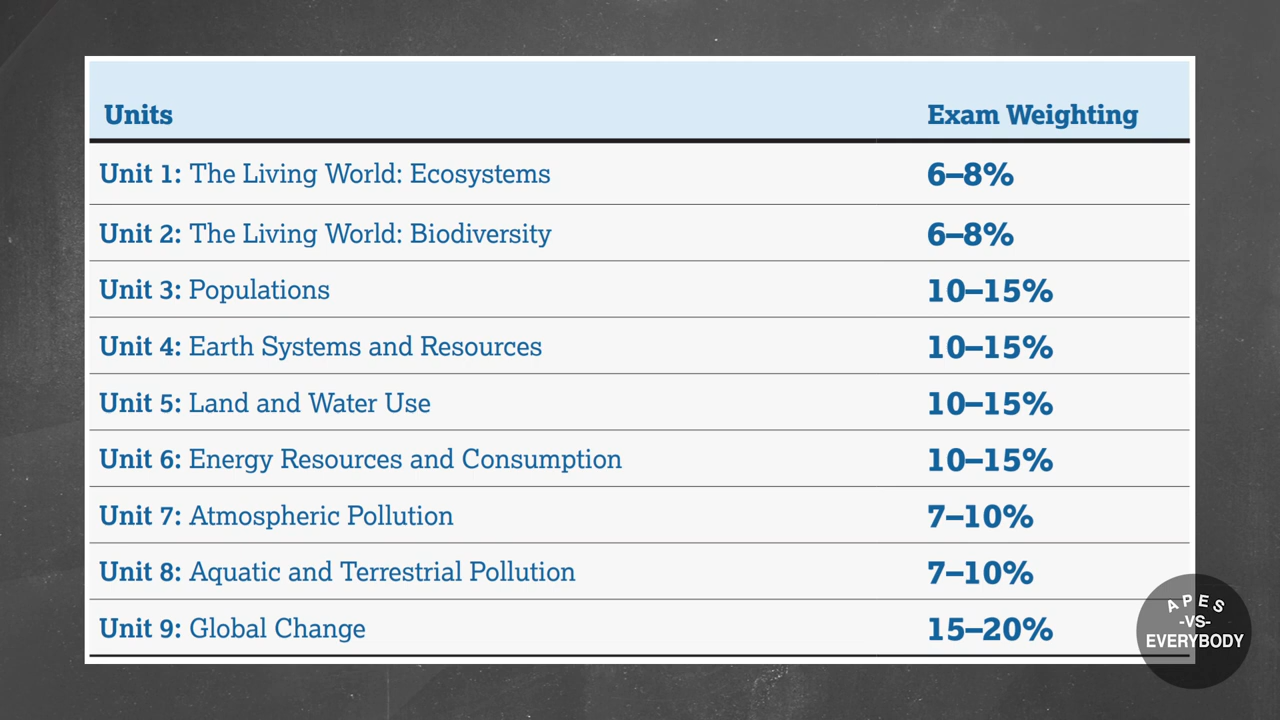 Units Exam Weighting
Unit 1: The Living World: Ecosystems 6–8%
Unit 2: The Living World: Biodiversity 6–8%
Unit 3: Populations 10–15%
Unit 4: Earth Systems and Resources 10–15%
Unit 5: Land and Water Use 10–15%
Unit 6: Energy Resources and Consumption 10–15%
Unit 7: Atmospheric Pollution 7–10%
Unit 8: Aquatic and Terrestrial Pollution 7–10%
Unit 9: Global Change 15–20%
APES
-VS-
EVERYBODY